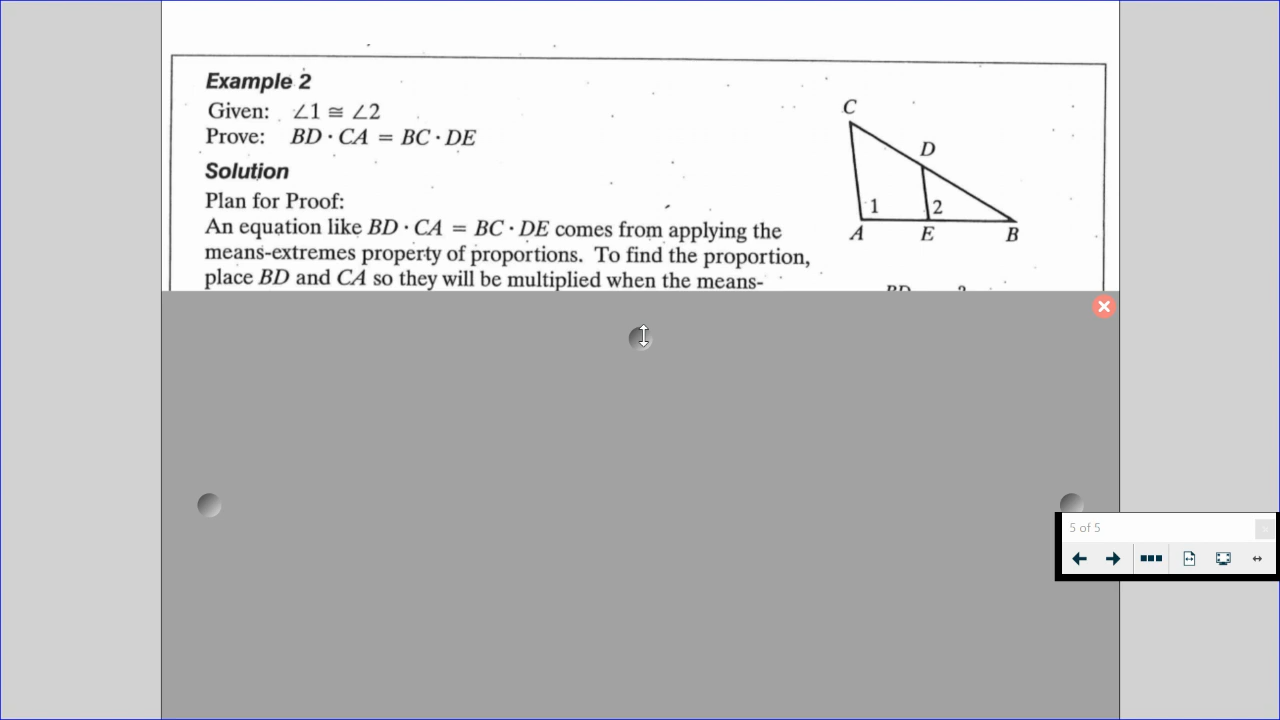 Example 2
Given: ∠1 ≅ ∠2
Prove: BD · CA = BC · DE
Solution
Plan for Proof:
An equation like BD · CA = BC · DE comes from applying the
means-extremes property of proportions. To find the proportion,
place BD and CA so they will be multiplied when the means-
C
D
1
2
A
E
B
BD
?
5 of 5